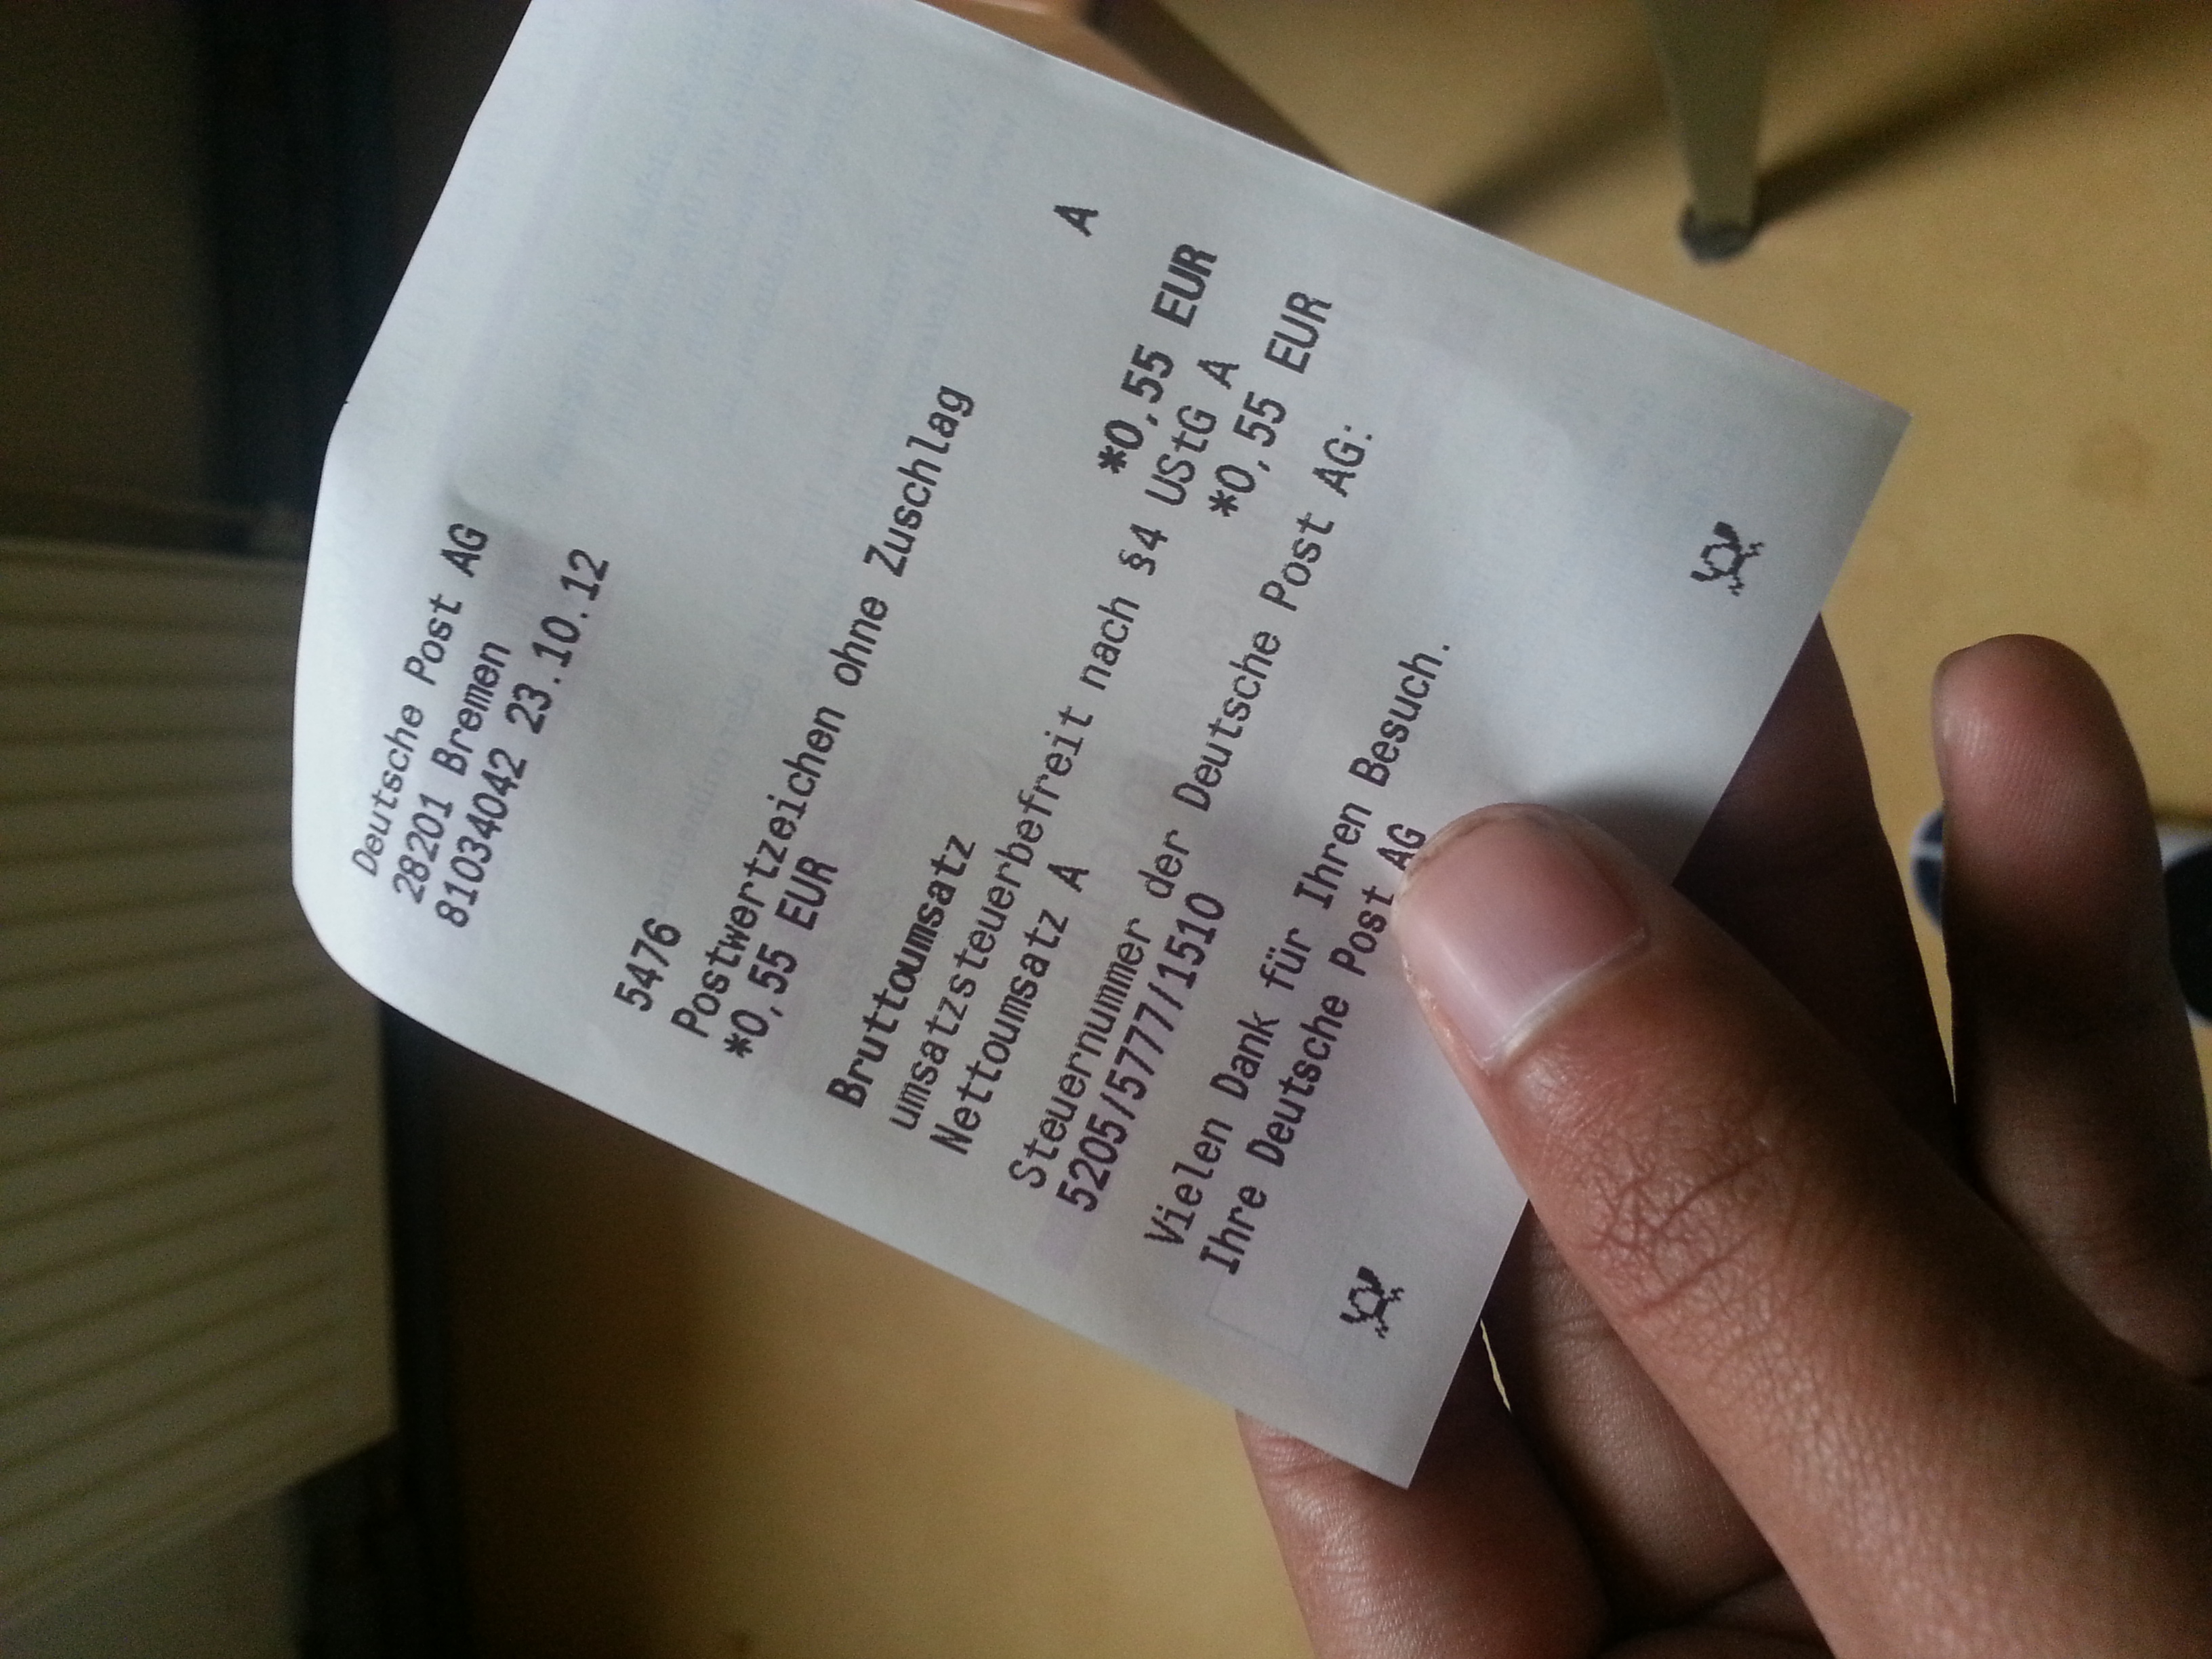 Deutsche Post AG
28201 Bremen
81034042 23.10.12
5476
Postwertzeichen ohne Zuschlag
*0,55 EUR A
Bruttoumsatz *0,55 EUR
umsatzsteuerbefreit nach §4 UStG A
Nettoumsatz A *0,55 EUR
Steuernummer der Deutsche Post AG:
5205/5777/1510
Vielen Dank für Ihren Besuch.
Ihre Deutsche Post AG